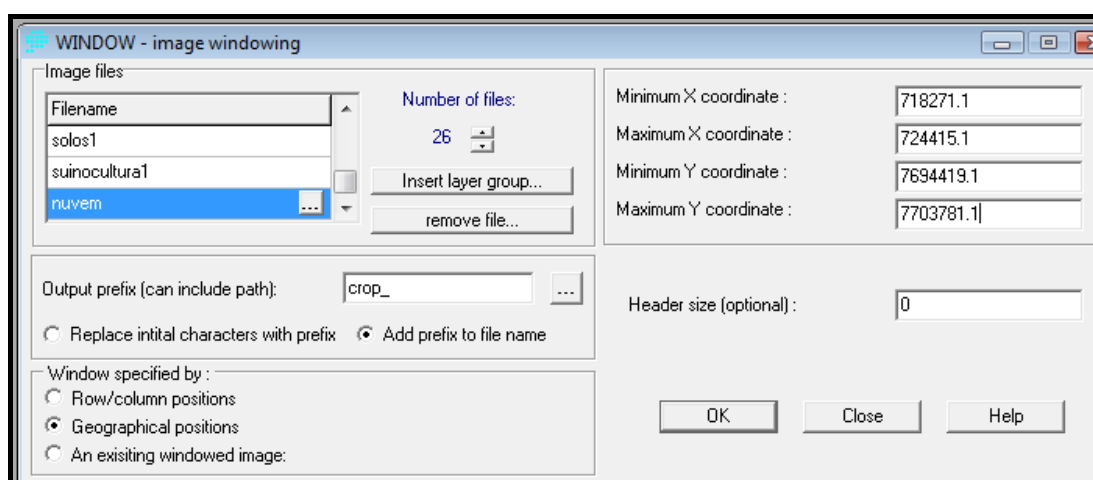 WINDOW - image windowing
Image files
Filename
solos1
suinocultura1
nuvem
...
Number of files:
26
Insert layer group...
remove file...
Minimum X coordinate :
718271.1
Maximum X coordinate :
724415.1
Minimum Y coordinate :
7694419.1
Maximum Y coordinate :
7703781.1
Output prefix (can include path):
crop_
...
Replace intital characters with prefix
Add prefix to file name
Header size (optional) :
0
Window specified by :
Row/column positions
Geographical positions
An exisiting windowed image:
OK
Close
Help